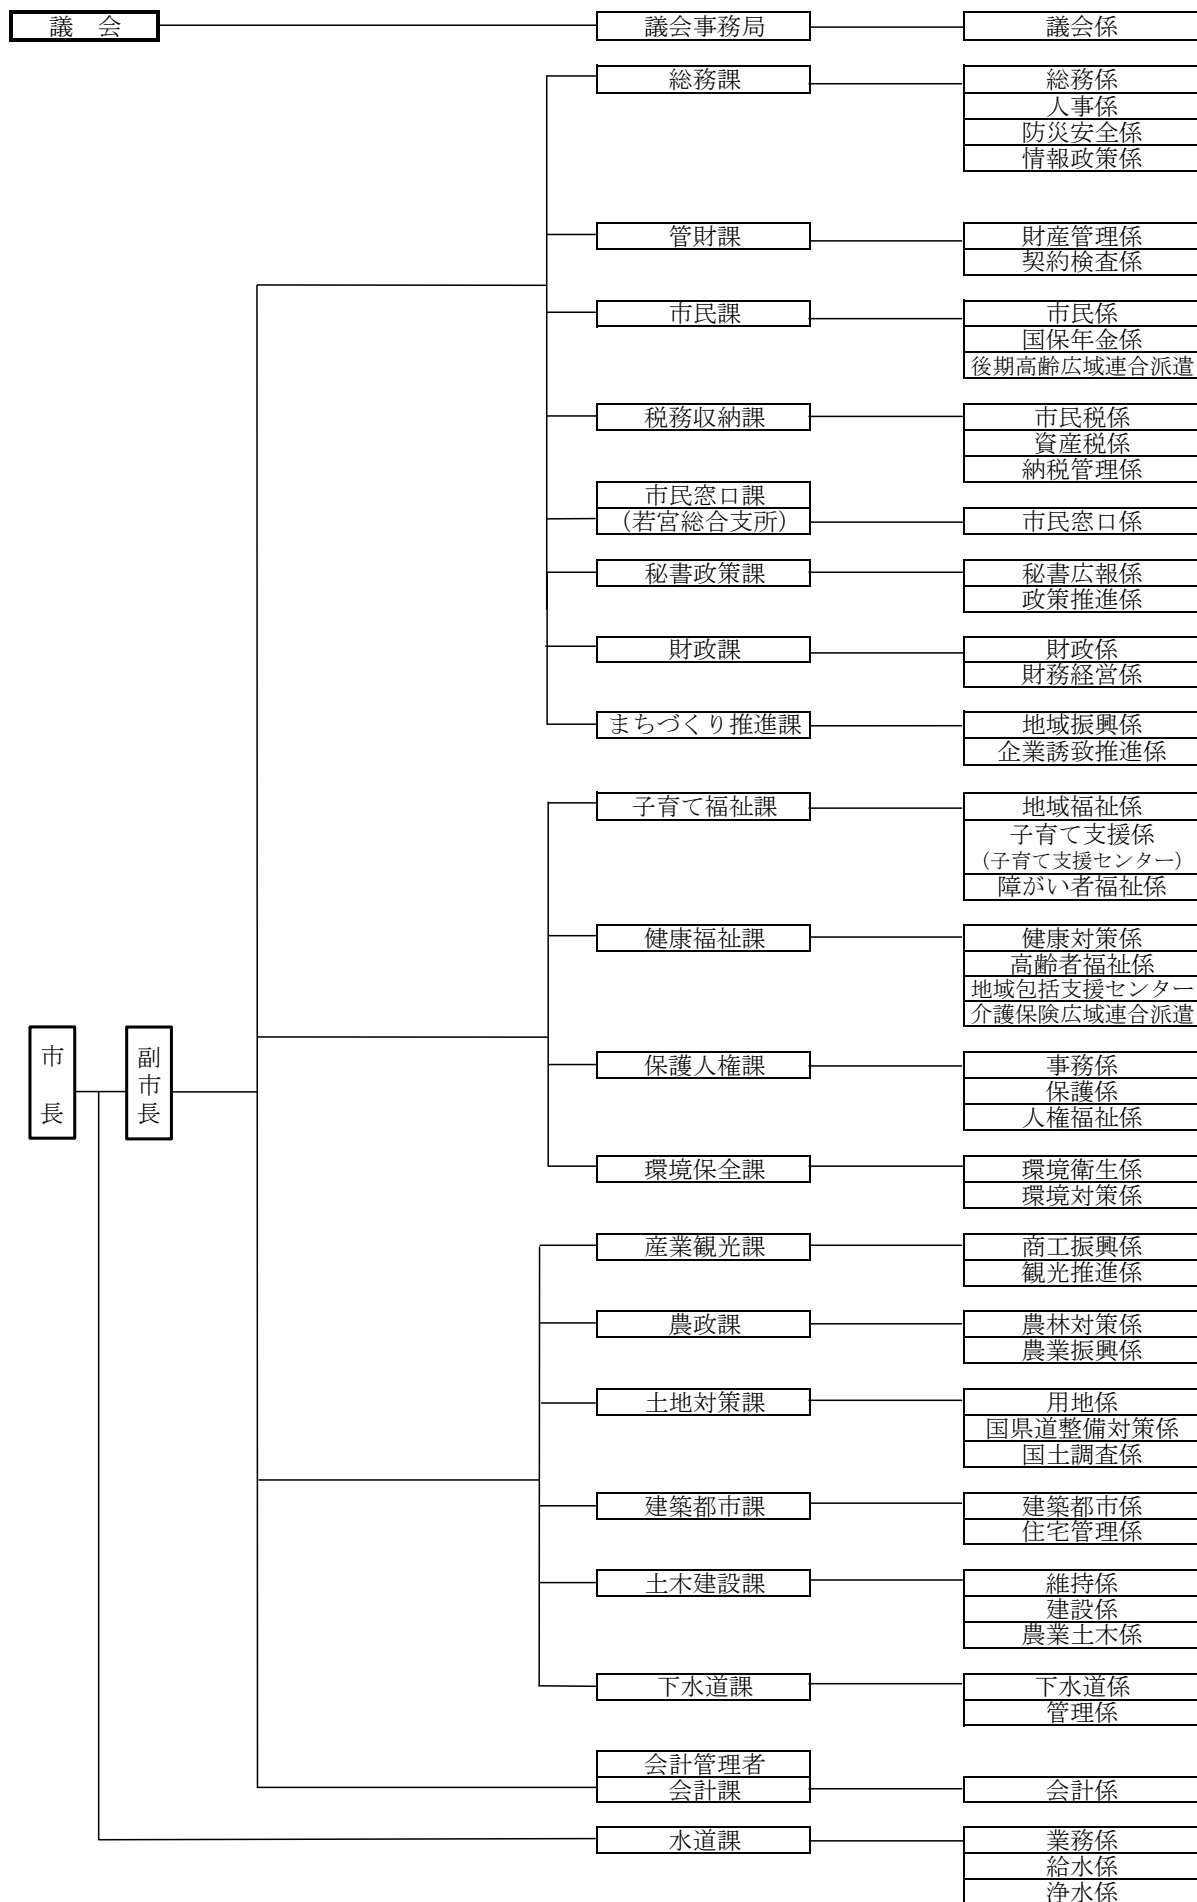 議 会
議会事務局
議会係
総務課
総務係
人事係
防災安全係
情報政策係
管財課
財産管理係
契約検査係
市民課
市民係
国保年金係
後期高齢広域連合派遣
税務収納課
市民税係
資産税係
納税管理係
市民窓口課
(若宮総合支所)
市民窓口係
秘書政策課
秘書広報係
政策推進係
財政課
財政係
財務経営係
まちづくり推進課
地域振興係
企業誘致推進係
子育て福祉課
地域福祉係
子育て支援係
(子育て支援センター)
障がい者福祉係
健康福祉課
健康対策係
高齢者福祉係
地域包括支援センター
介護保険広域連合派遣
市長
副市長
保護人権課
事務係
保護係
人権福祉係
環境保全課
環境衛生係
環境対策係
産業観光課
商工振興係
観光推進係
農政課
農林対策係
農業振興係
土地対策課
用地係
国県道整備対策係
国土調査係
建築都市課
建築都市係
住宅管理係
土木建設課
維持係
建設係
農業土木係
下水道課
下水道係
管理係
会計管理者
会計課
会計係
水道課
業務係
給水係
浄水係